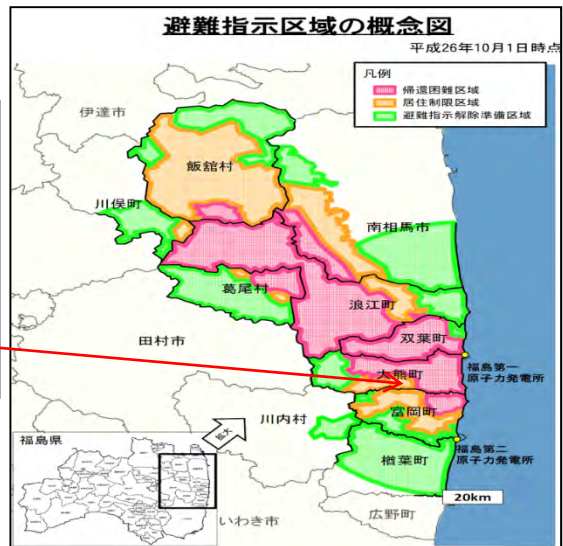 避難指示区域の概念図
平成26年10月1日時点
凡例
帰還困難区域
居住制限区域
避難指示解除準備区域
伊達市
飯舘村
川俣町
南相馬市
葛尾村
浪江町
田村市
双葉町
福島第一
原子力発電所
大熊町
富岡町
川内村
拡大
福島県
福島第二
原子力発電所
楢葉町
20km
いわき市
広野町